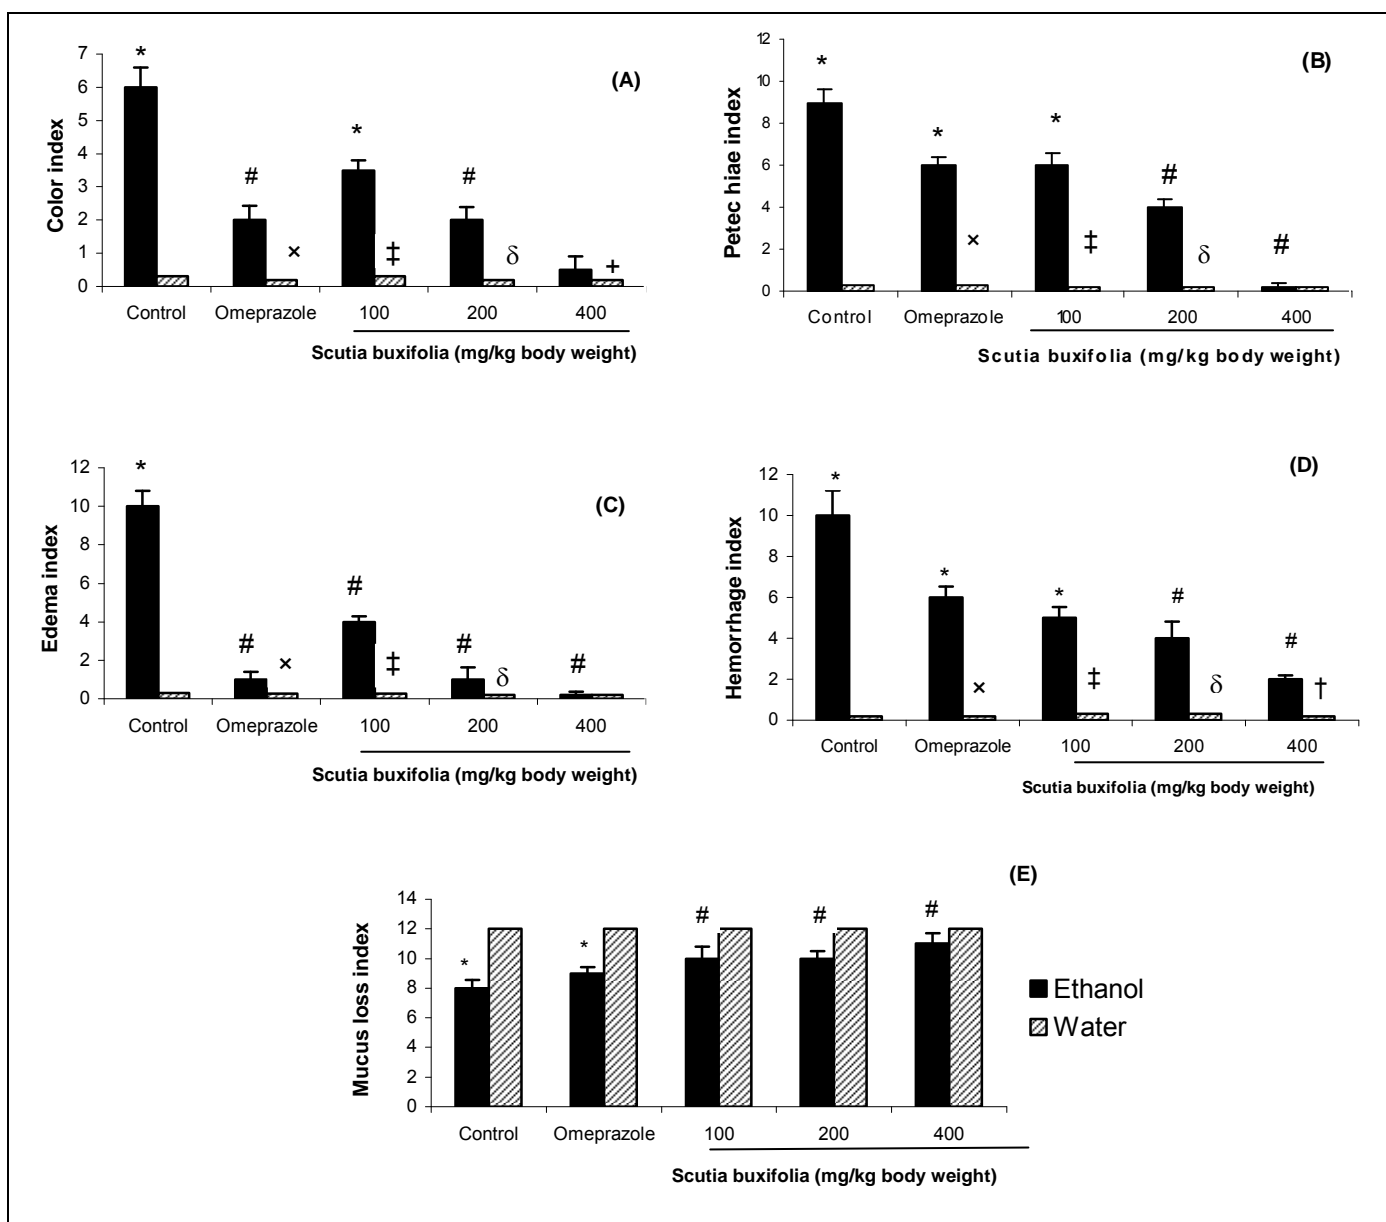 (A)
Color index
7
6
5
4
3
2
1
0
*
#
×
*
‡
#
δ
+
Control Omeprazole 100 200 400
Scutia buxifolia (mg/kg body weight)
(B)
Petec hiae index
12
10
8
6
4
2
0
*
*
×
*
‡
#
δ
#
Control Omeprazole 100 200 400
Scutia buxifolia (mg/kg body weight)
(C)
Edema index
12
10
8
6
4
2
0
*
#
×
#
‡
#
δ
#
Control Omeprazole 100 200 400
Scutia buxifolia (mg/kg body weight)
(D)
Hemorrhage index
12
10
8
6
4
2
0
*
*
×
*
‡
#
δ
#
†
Control Omeprazole 100 200 400
Scutia buxifolia (mg/kg body weight)
(E)
Mucus loss index
14
12
10
8
6
4
2
0
*
*
#
#
#
Control Omeprazole 100 200 400
Scutia buxifolia (mg/kg body weight)
Ethanol
Water